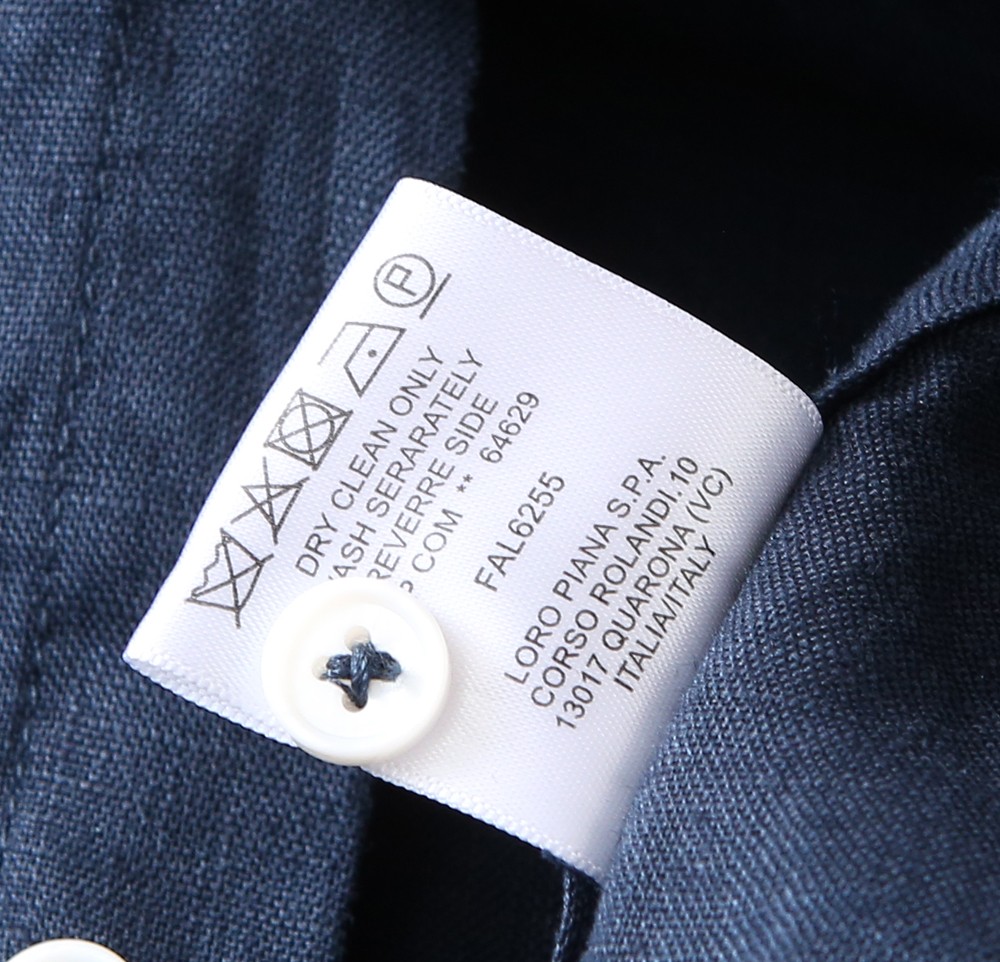 P
DRY CLEAN ONLY
ASH SERARATELY
REVERRE SIDE
P COM ** 64629
FAL6255
LORO PIANA S.P.A.
CORSO ROLANDI.10
13017 QUARONA (VC)
ITALIA/ITALY